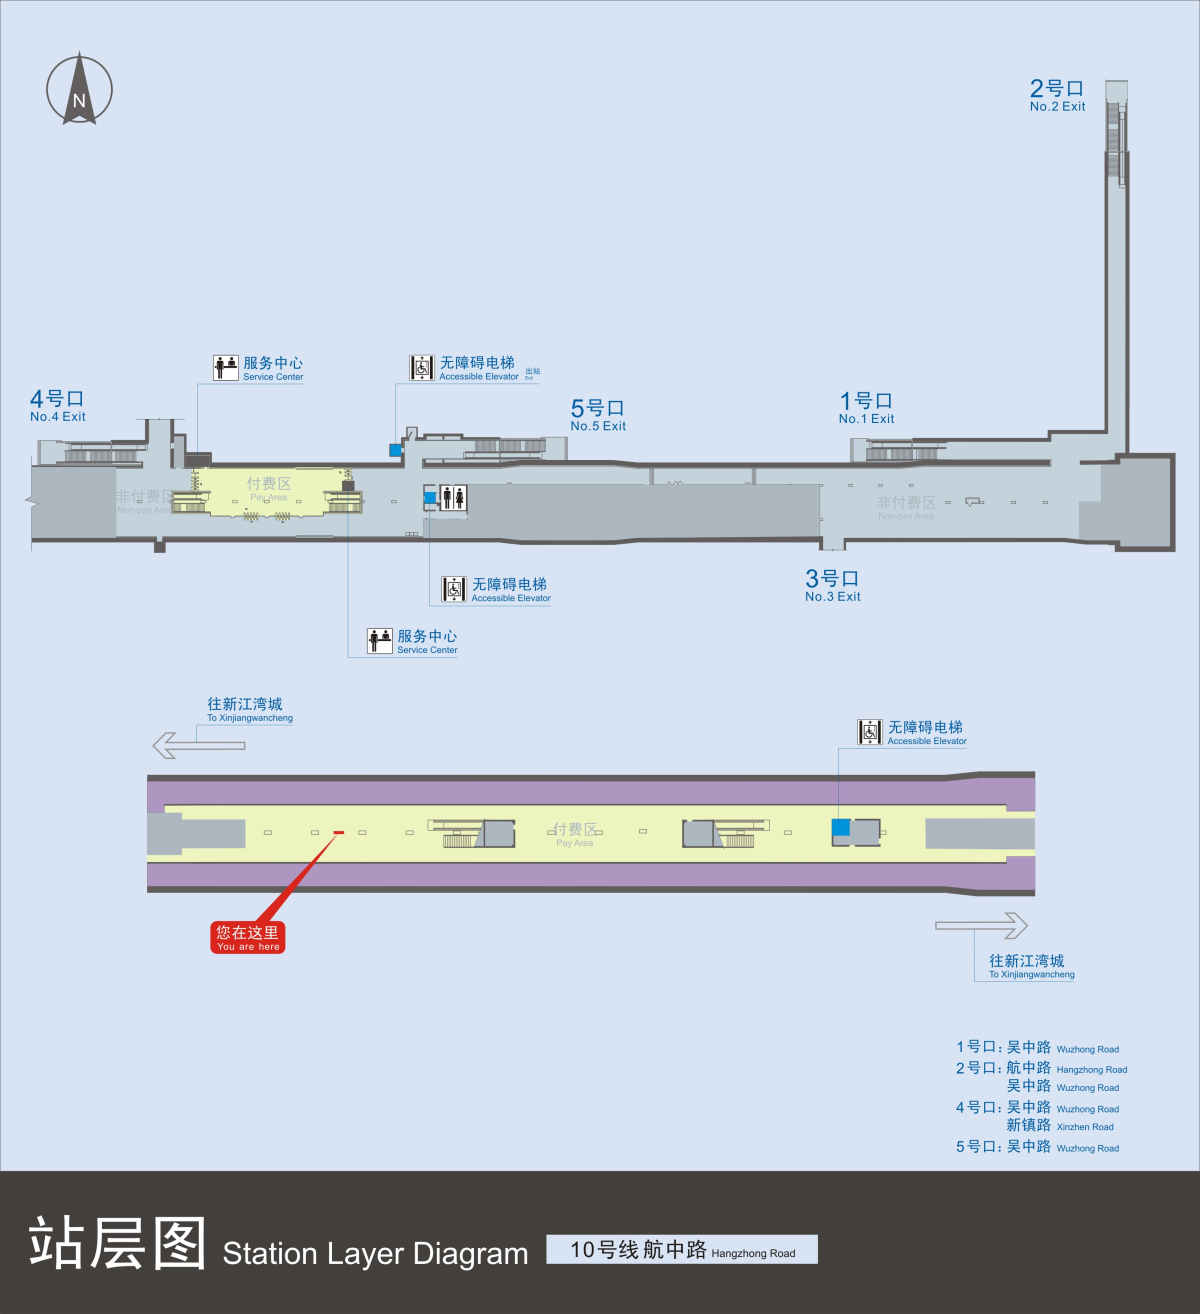 N
2号口
No.2 Exit
服务中心
Service Center
无障碍电梯 出站
Accessible Elevator Exit
4号口
No.4 Exit
5号口
No.5 Exit
1号口
No.1 Exit
非付费区
Non-pay Area
付费区
Pay Area
非付费区
Non-pay Area
3号口
No.3 Exit
无障碍电梯
Accessible Elevator
服务中心
Service Center
往新江湾城
To Xinjiangwancheng
无障碍电梯
Accessible Elevator
付费区
Pay Area
您在这里
You are here
往新江湾城
To Xinjiangwancheng
1号口: 吴中路 Wuzhong Road
2号口: 航中路 Hangzhong Road
吴中路 Wuzhong Road
4号口: 吴中路 Wuzhong Road
新镇路 Xinzhen Road
5号口: 吴中路 Wuzhong Road
站层图 Station Layer Diagram 10号线 航中路 Hangzhong Road